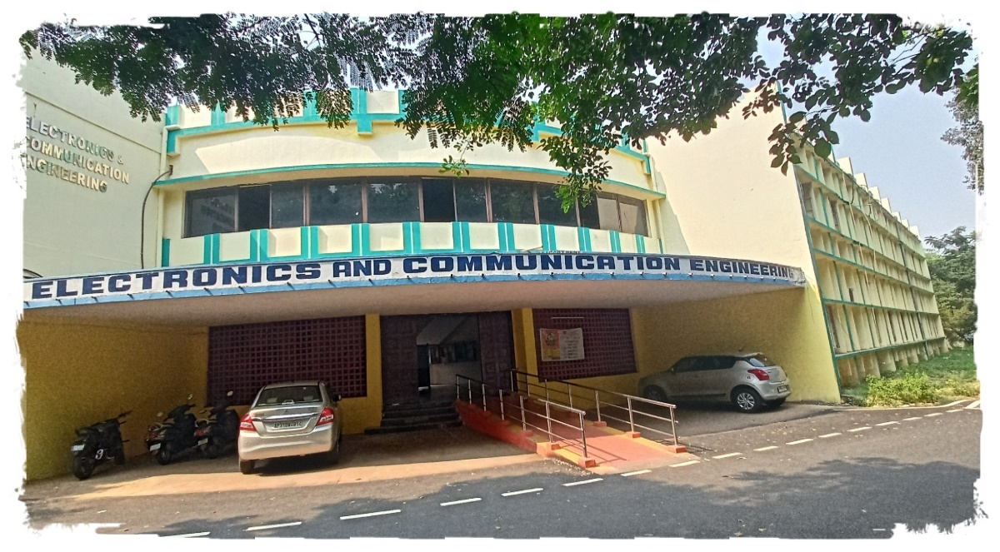 ELECTRONICS &
COMMUNICATION
ENGINEERING
ELECTRONICS AND COMMUNICATION ENGINEERING